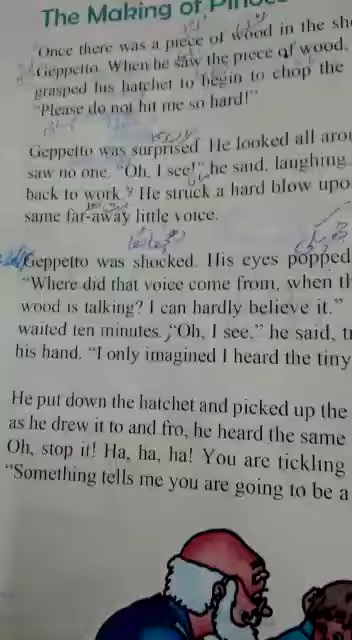 The Making of Pinoc
Once there was a piece of wood in the sho
Geppetto. When he saw the piece of wood,
grasped his hatchet to begin to chop the
"Please do not hit me so hard!"
Geppetto was surprised. He looked all arou
saw no one. "Oh, I see!" he said, laughing.
back to work." He struck a hard blow upo
same far-away little voice.
Geppetto was shocked. His eyes popped
"Where did that voice come from, when th
wood is talking? I can hardly believe it."
waited ten minutes. "Oh, I see," he said, t
his hand. "I only imagined I heard the tiny
He put down the hatchet and picked up the
as he drew it to and fro, he heard the same
Oh, stop it! Ha, ha, ha! You are tickling
"Something tells me you are going to be a